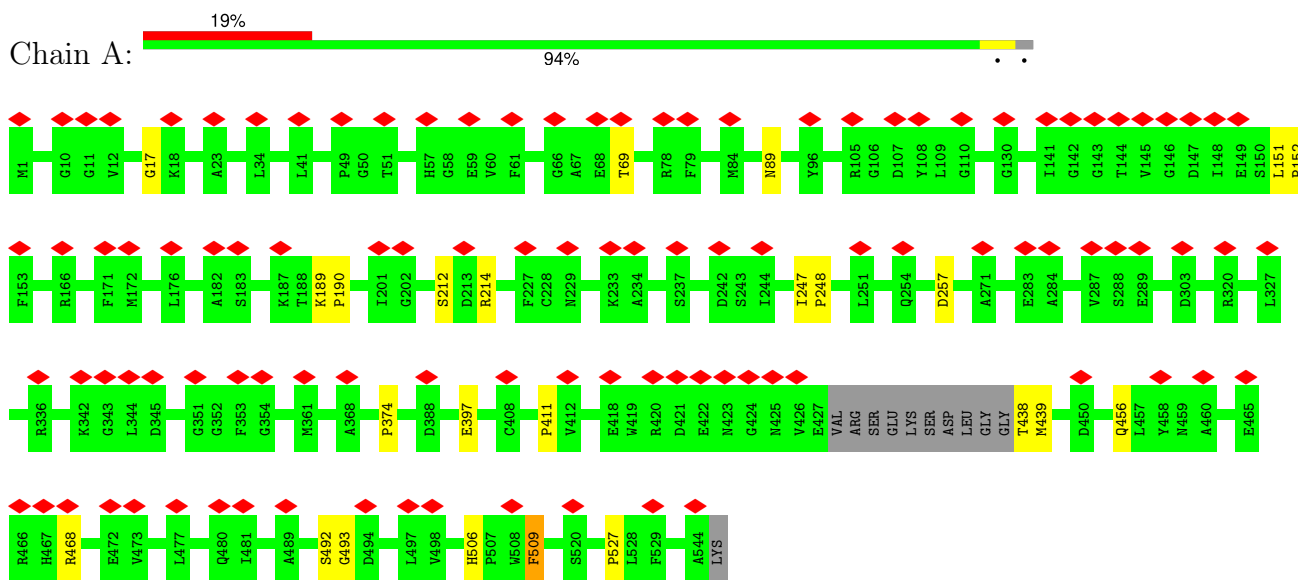 19%
Chain A:
94%
• •
M1 G10 G11 V12 G17 K18 A23 L34 L41 P49 G50 T51 H57 G58 E59 V60 F61 G66 A67 E68 T69 R78 F79 M84 N89 Y96 R105 G106 D107 Y108 L109 G110 G130 I141 G142 G143 T144 V145 G146 D147 I148 E149 S150 L151 P152
F153 R166 F171 M172 L176 A182 S183 K187 T188 K189 P190 I201 G202 S212 D213 R214 F227 C228 N229 K233 A234 S237 D242 S243 I244 I247 P248 L251 Q254 D257 A271 E283 A284 V287 S288 E289 D303 R320 L327
R336 K342 G343 L344 D345 G351 G352 F353 G354 M361 A368 P374 D388 E397 C408 P411 V412 E418 W419 R420 D421 E422 N423 G424 N425 V426 E427 VAL ARG SER GLU LYS SER ASP LEU GLY GLY T438 M439 D450 Q456 L457 Y458 N459 A460 E465
R466 H467 R468 E472 V473 L477 Q480 I481 A489 S492 G493 D494 L497 V498 H506 P507 W508 F509 S520 P527 L528 F529 A544 LYS